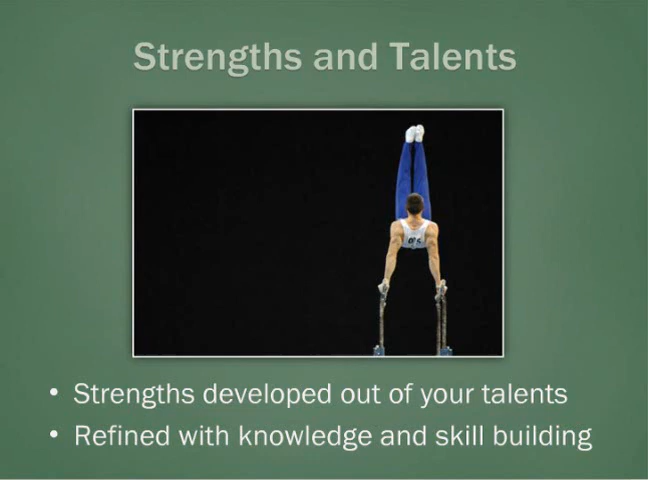 Strengths and Talents
• Strengths developed out of your talents
• Refined with knowledge and skill building